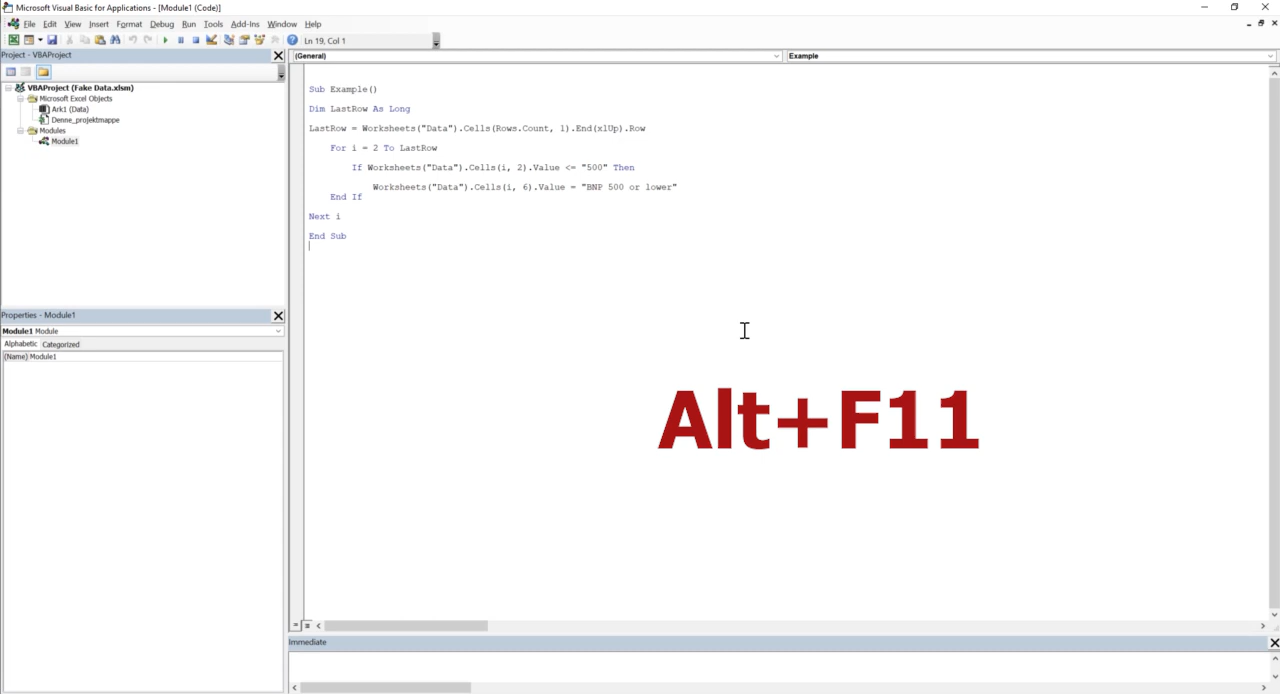 Microsoft Visual Basic for Applications - [Module1 (Code)]
File Edit View Insert Format Debug Run Tools Add-Ins Window Help
Ln 19, Col 1
Project - VBAProject
(General) Example
VBAProject (Fake Data.xlsm)
Microsoft Excel Objects
Ark1 (Data)
Denne_projektmappe
Modules
Module1
Sub Example()
Dim LastRow As Long
LastRow = Worksheets("Data").Cells(Rows.Count, 1).End(xlUp).Row
For i = 2 To LastRow
If Worksheets("Data").Cells(i, 2).Value <= "500" Then
Worksheets("Data").Cells(i, 6).Value = "BNP 500 or lower"
End If
Next i
End Sub
Properties - Module1
Module1 Module
Alphabetic Categorized
(Name) Module1
Alt+F11
Immediate